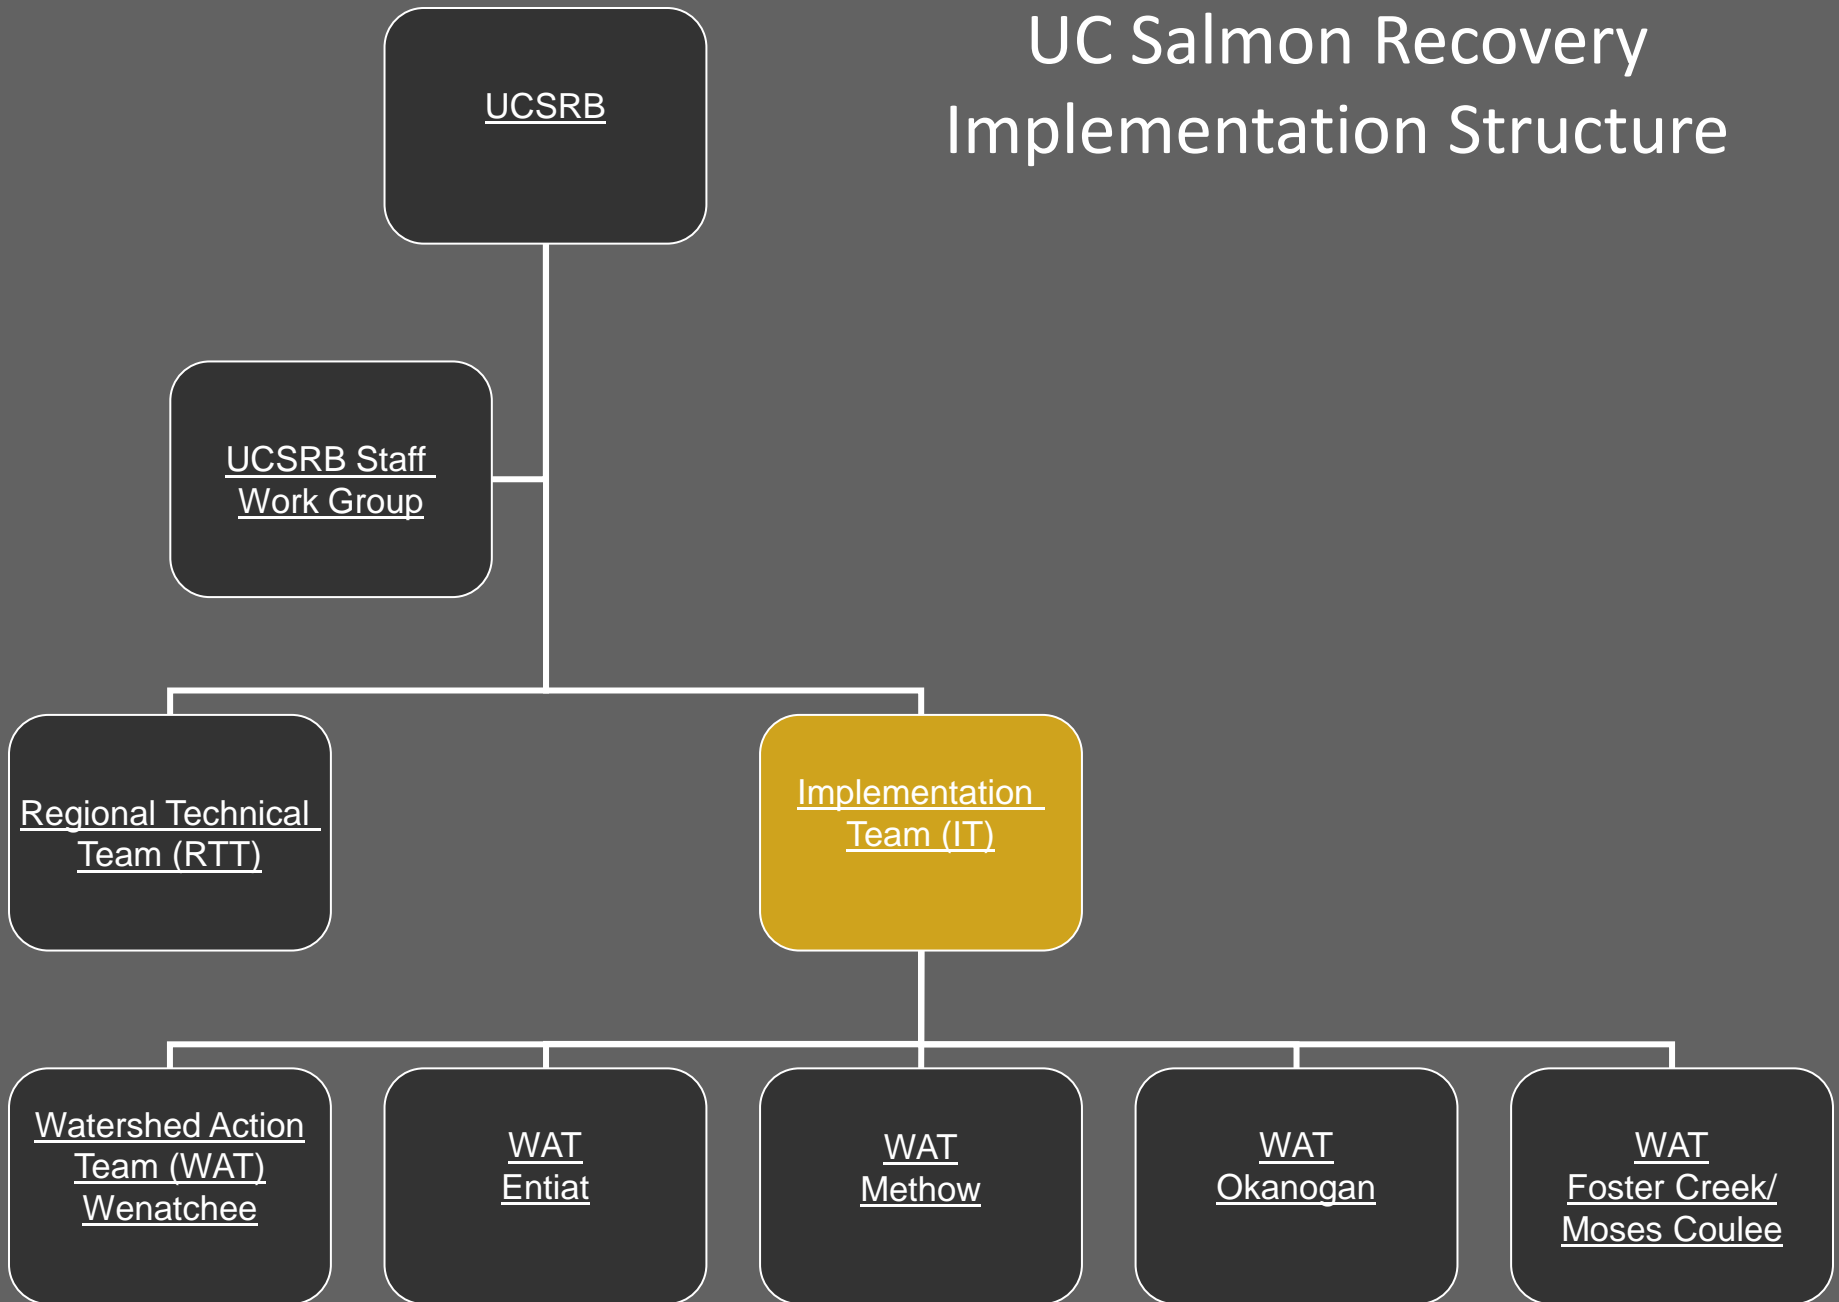 UC Salmon Recovery
Implementation Structure
UCSRB
UCSRB Staff
Work Group
Regional Technical
Team (RTT)
Implementation
Team (IT)
Watershed Action
Team (WAT)
Wenatchee
WAT
Entiat
WAT
Methow
WAT
Okanogan
WAT
Foster Creek/
Moses Coulee